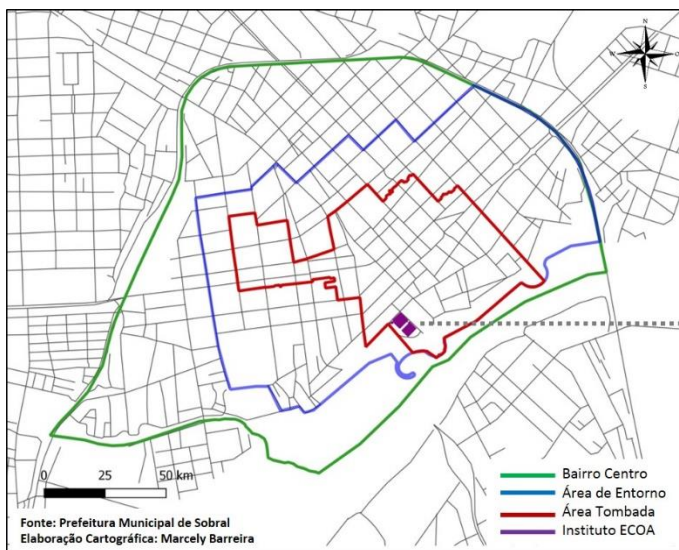 N
W
O
S
Bairro Centro
Área de Entorno
Área Tombada
Instituto ECOA
0 25 50 km
Fonte: Prefeitura Municipal de Sobral
Elaboração Cartográfica: Marcely Barreira